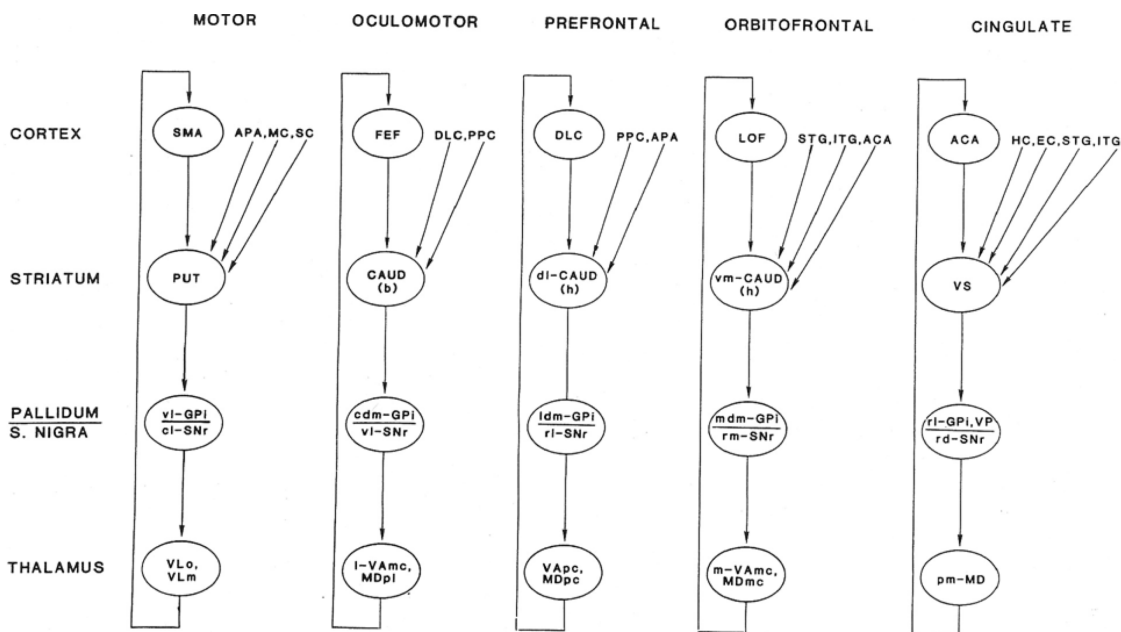 MOTOR
OCULOMOTOR
PREFRONTAL
ORBITOFRONTAL
CINGULATE
CORTEX
SMA
APA,MC,SC
FEF
DLC,PPC
DLC
PPC,APA
LOF
STG,ITG,ACA
ACA
HC,EC,STG,ITG
STRIATUM
PUT
CAUD
(b)
dl-CAUD
(h)
vm-CAUD
(h)
VS
PALLIDUM
S. NIGRA
vl-GPi
cl-SNr
cdm-GPi
vl-SNr
ldm-GPi
rl-SNr
mdm-GPi
rm-SNr
rl-GPi,VP
rd-SNr
THALAMUS
VLo,
VLm
l-VAmc,
MDpl
VApc,
MDpc
m-VAmc,
MDmc
pm-MD